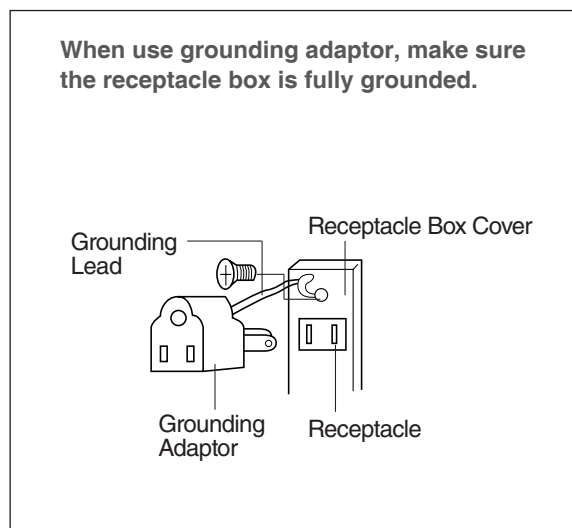 When use grounding adaptor, make sure
the receptacle box is fully grounded.
Receptacle Box Cover
Grounding
Lead
Grounding
Adaptor
Receptacle